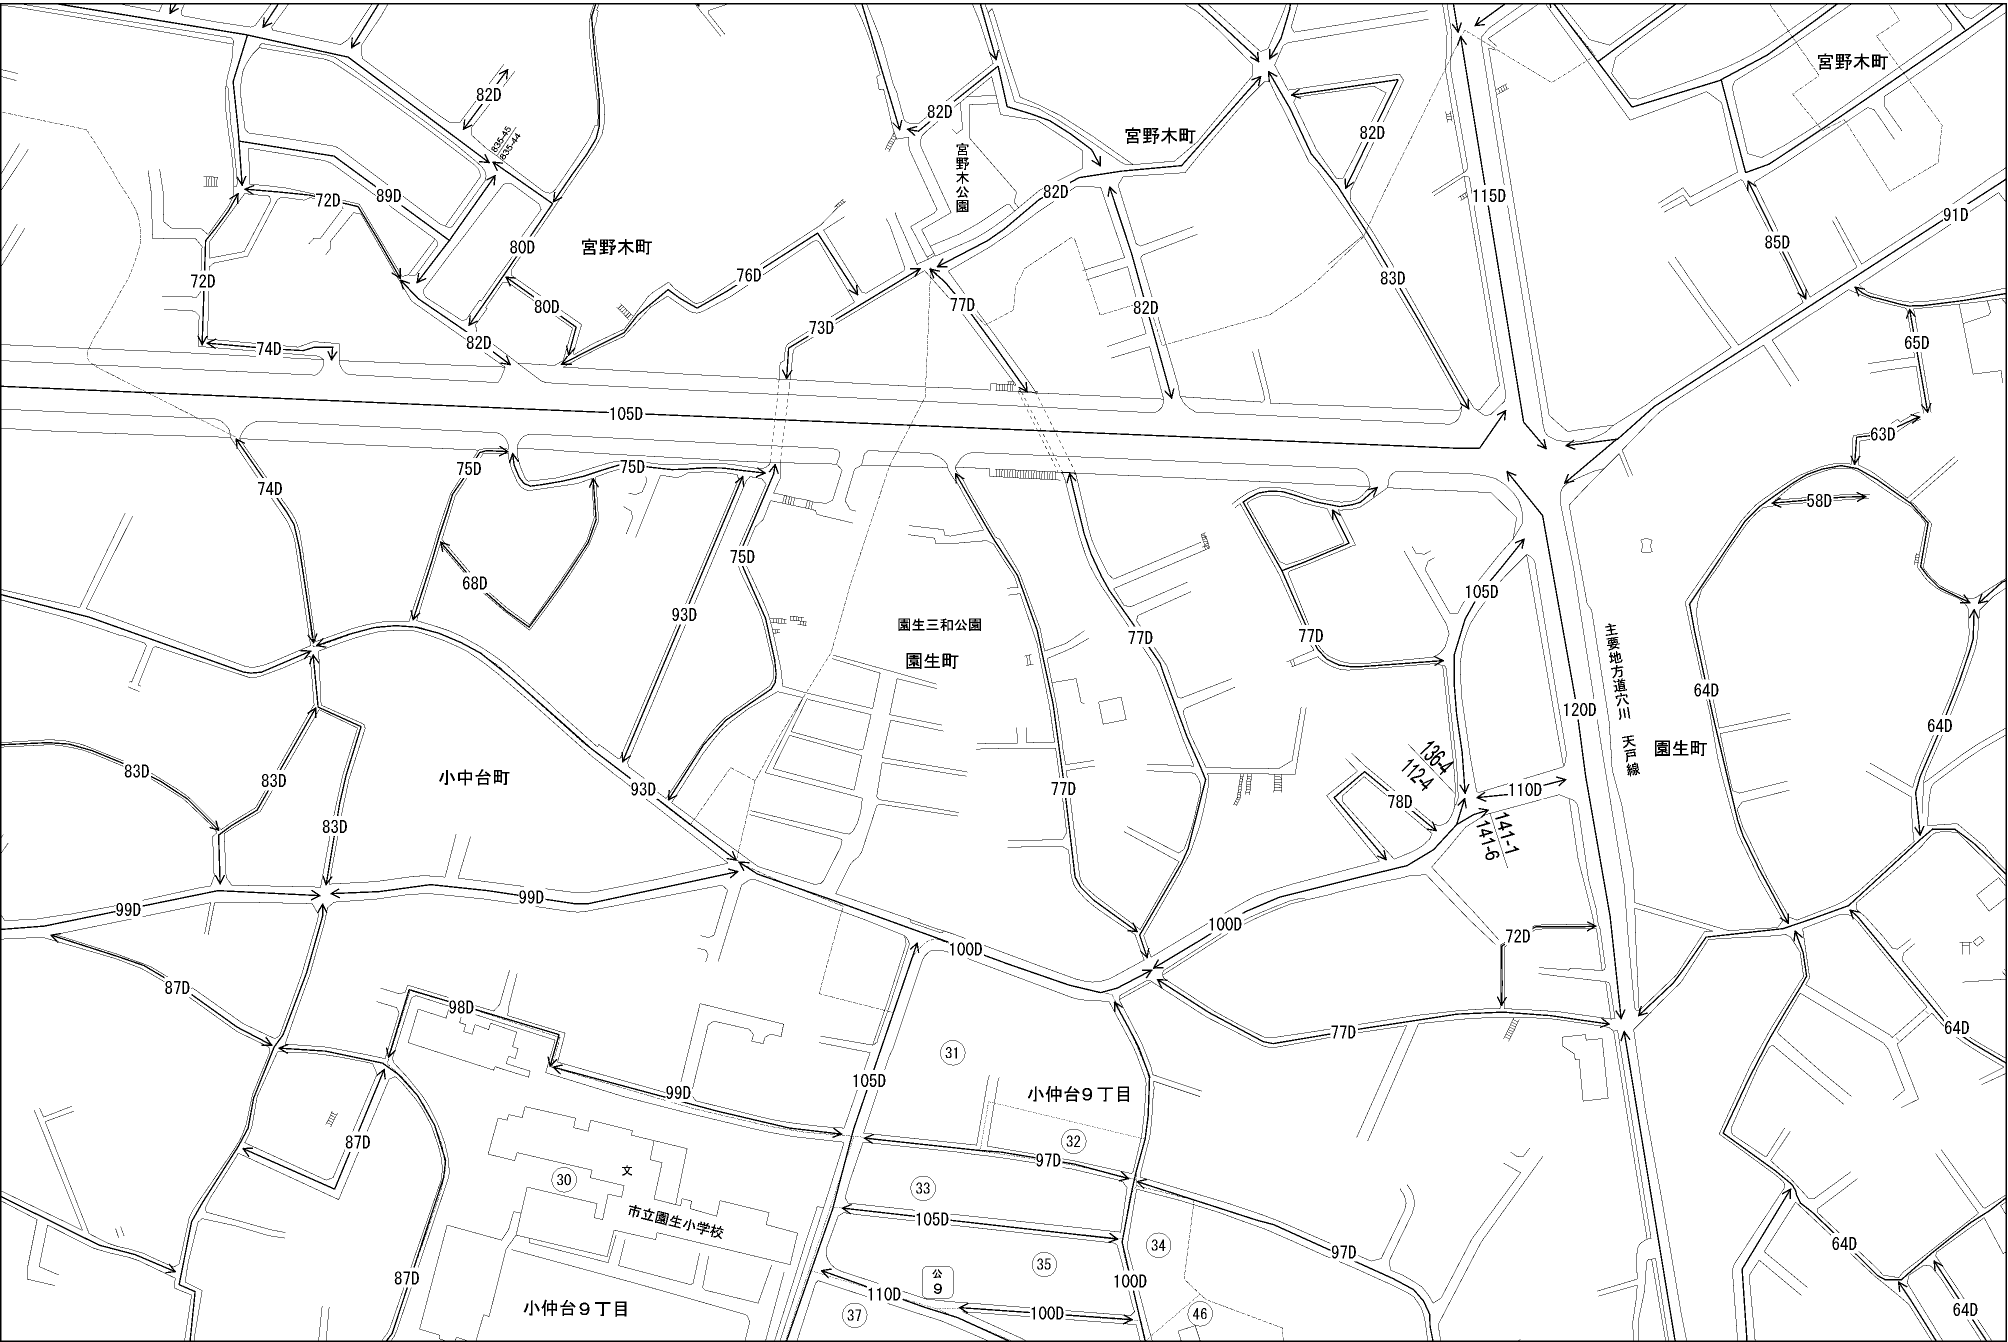 宮野木町
82D
835-45
835-44
82D
宮野木町
宮野木公園
82D
115D
72D
89D
82D
91D
80D
宮野木町
85D
72D
76D
83D
80D
77D
82D
73D
74D
82D
65D
105D
63D
74D
75D
75D
58D
75D
68D
105D
93D
園生三和公園
77D
77D
主要地方道穴川 天戸線
園生町
64D
120D
64D
園生町
83D
83D
小中台町
136-4
112-4
93D
77D
110D
78D
83D
141-1
141-6
99D
99D
100D
72D
100D
87D
98D
64D
77D
31
105D
99D
小仲台9丁目
87D
32
97D
文
30
33
市立園生小学校
105D
34
64D
97D
35
87D
公
9
100D
110D
小仲台9丁目
37
100D
46
64D